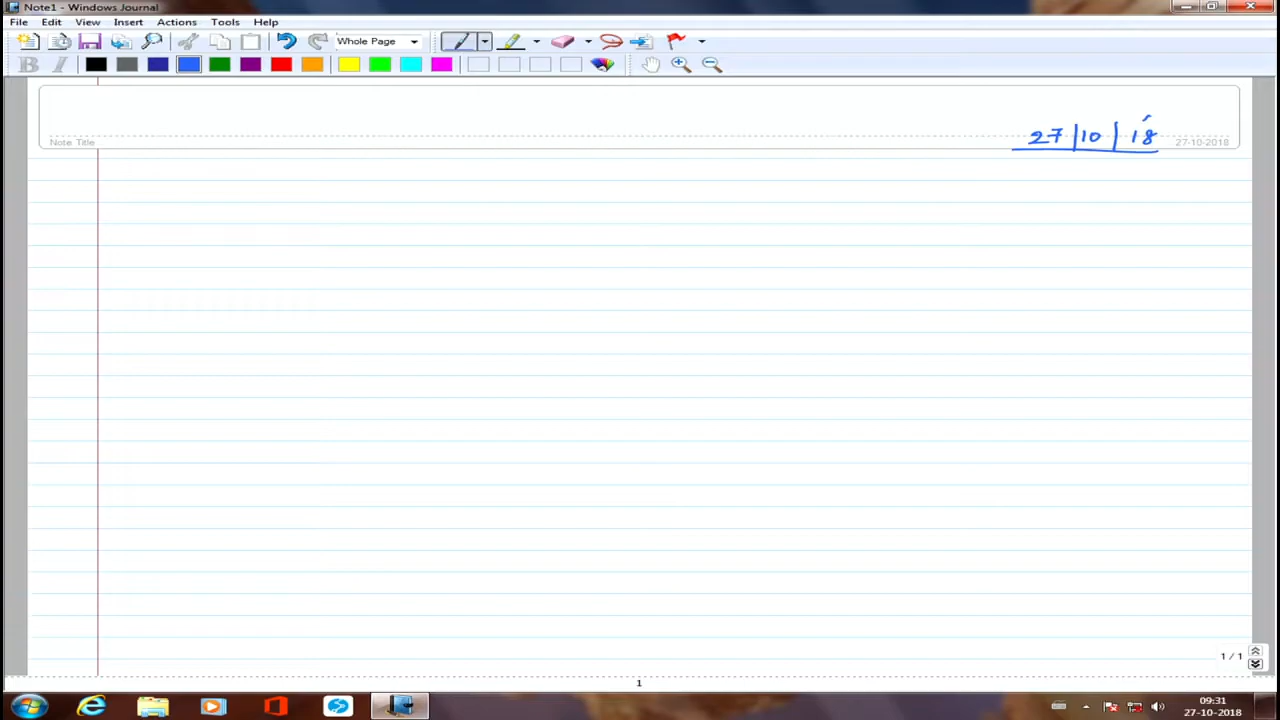 Note1 - Windows Journal
File Edit View Insert Actions Tools Help
Whole Page
B I
27|10|18
Note Title 27-10-2018
1 / 1
1
09:31
27-10-2018